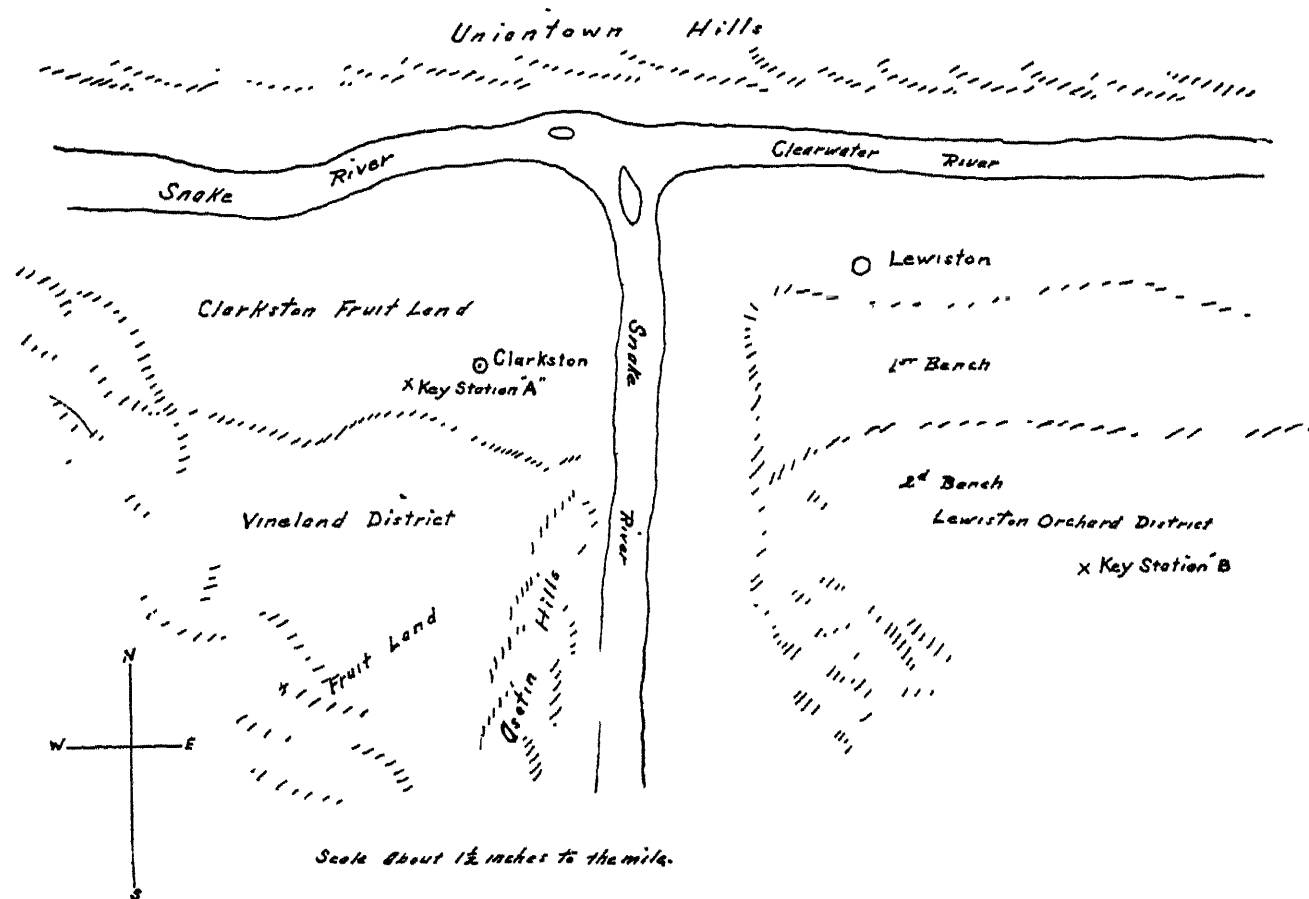 Uniontown Hills
Clearwater River
Snake River
Lewiston
Clarkston Fruit Land
Snake
Clarkston
1st Bench
x Key Station "A"
2d Bench
Vineland District
River
Lewiston Orchard District
x Key Station "B
Asotin Hills
Fruit Land
N
W E
S
Scale About 1½ inches to the mile.